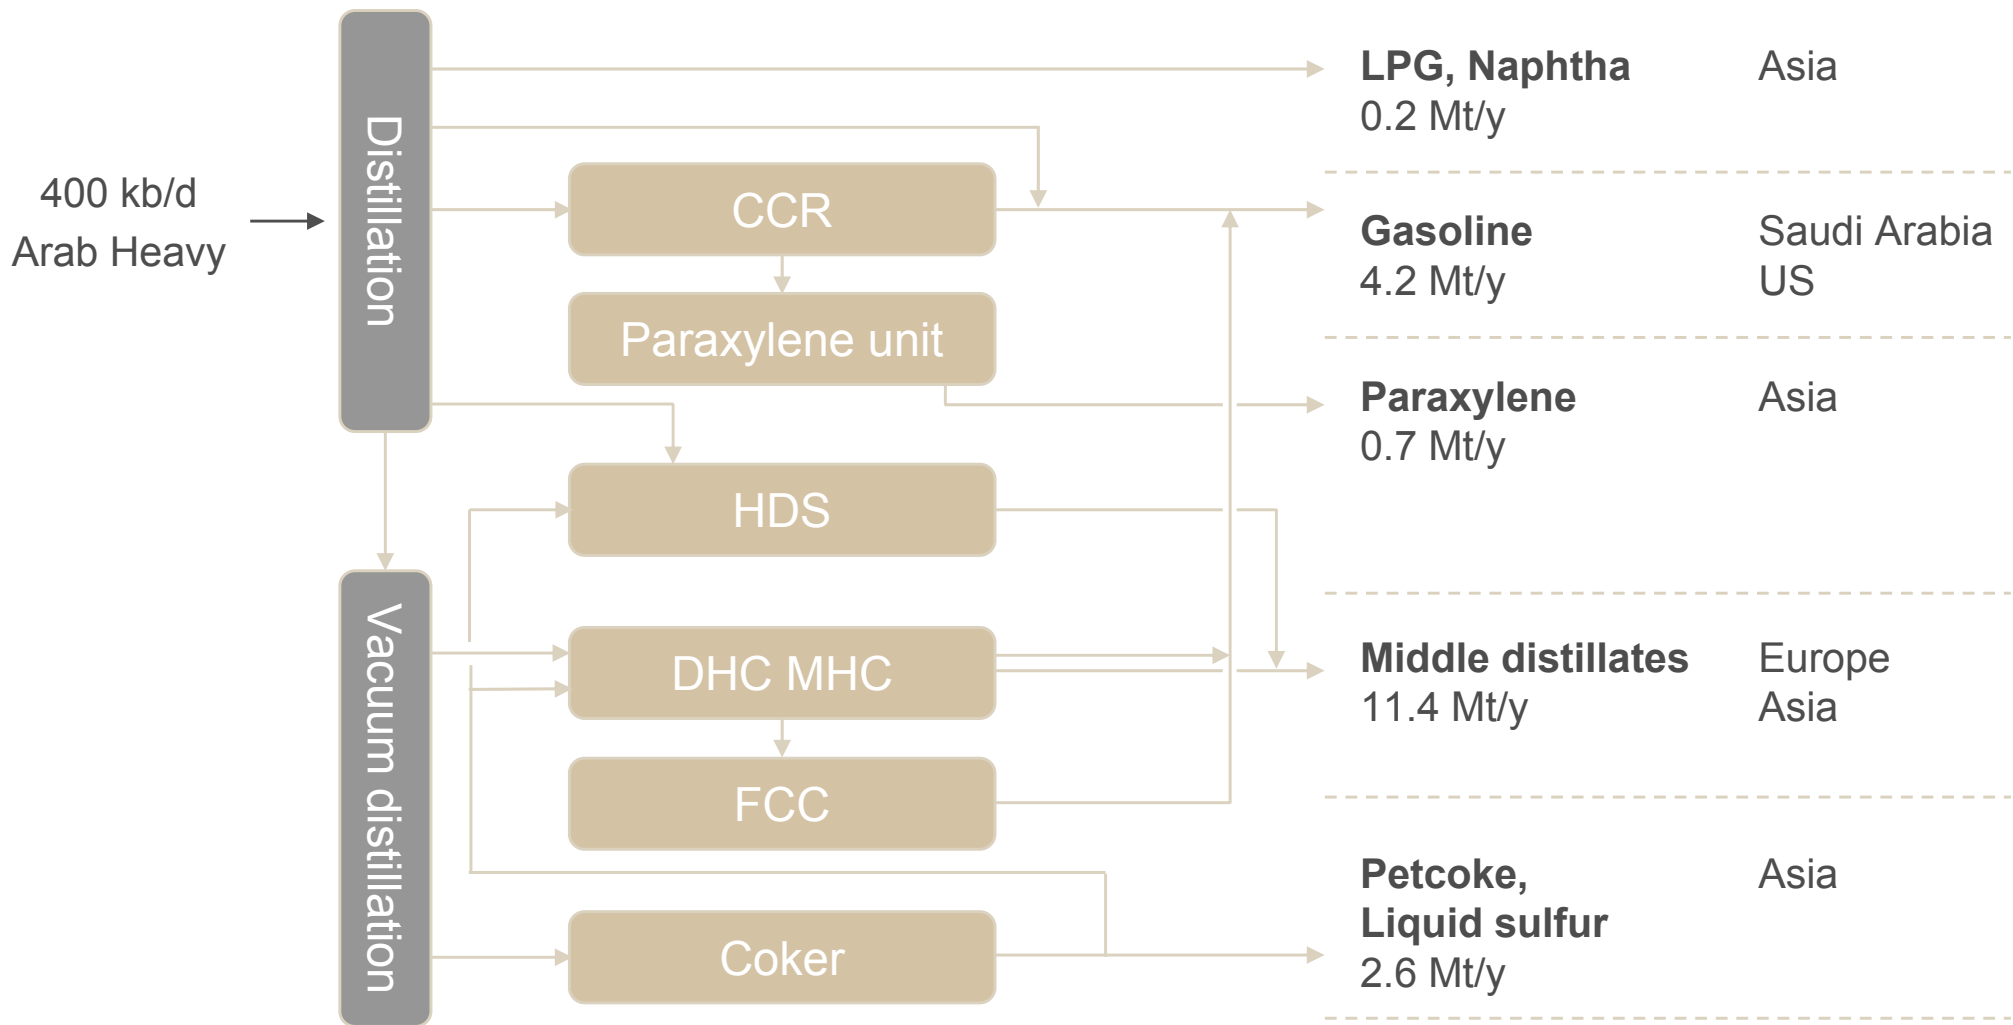 400 kb/d
Arab Heavy
Distillation
Vacuum distillation
CCR
Paraxylene unit
HDS
DHC MHC
FCC
Coker
LPG, Naphtha
0.2 Mt/y
Asia
Gasoline
4.2 Mt/y
Saudi Arabia
US
Paraxylene
0.7 Mt/y
Asia
Middle distillates
11.4 Mt/y
Europe
Asia
Petcoke,
Liquid sulfur
2.6 Mt/y
Asia